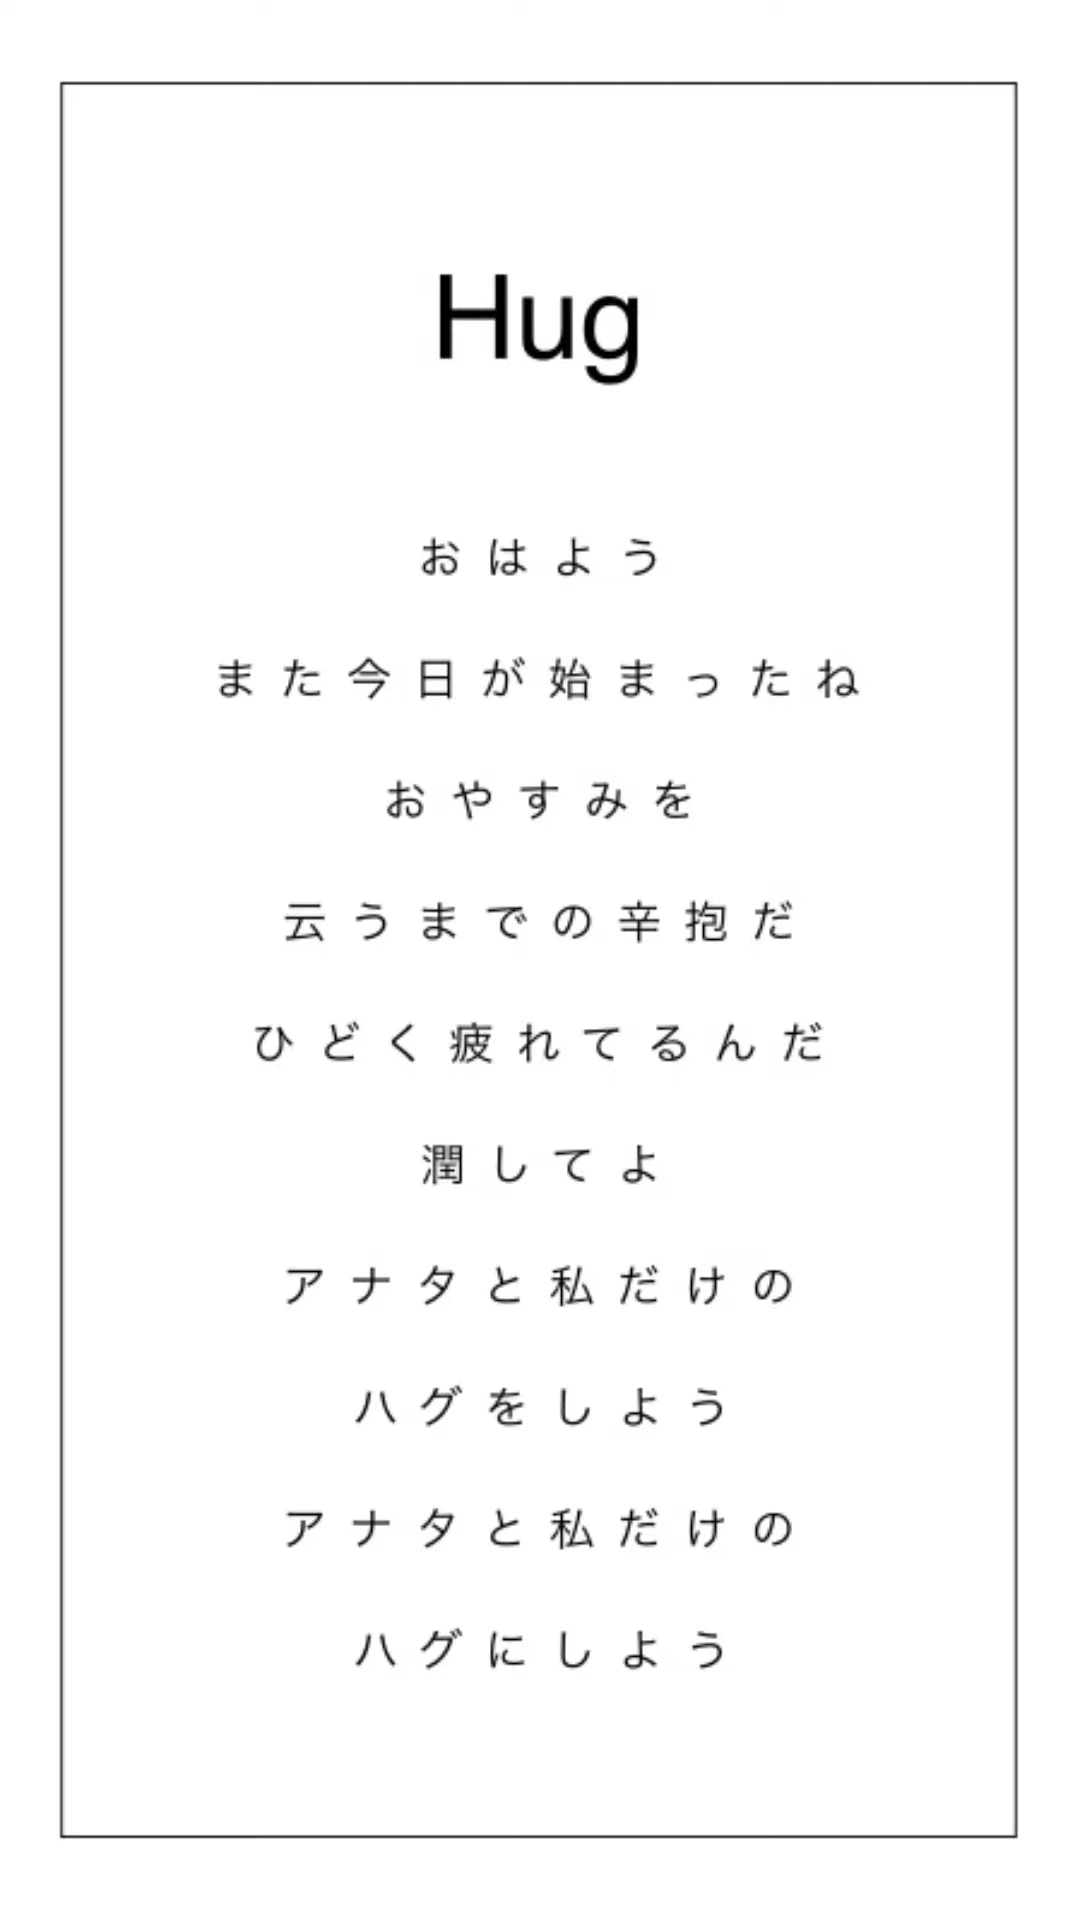 Hug
おはよう
また今日が始まったね
おやすみを
云うまでの辛抱だ
ひどく疲れてるんだ
潤してよ
アナタと私だけの
ハグをしよう
アナタと私だけの
ハグにしよう